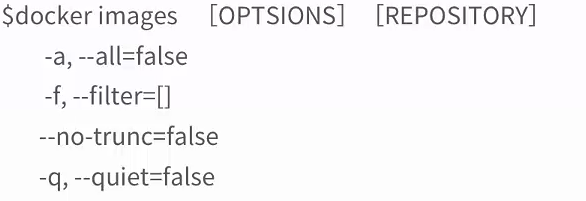 $docker images [OPTSIONS] [REPOSITORY]
-a, --all=false
-f, --filter=[]
--no-trunc=false
-q, --quiet=false